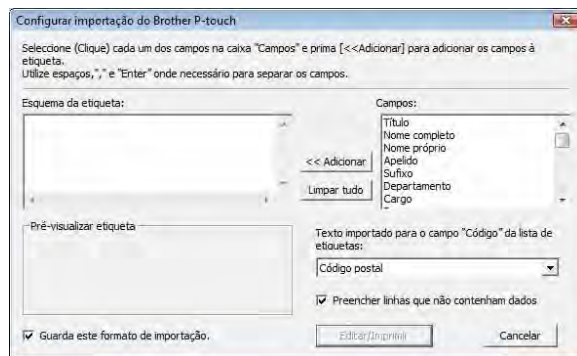 Configurar importação do Brother P-touch
Seleccione (Clique) cada um dos campos na caixa "Campos" e prima [<<Adicionar] para adicionar os campos à
etiqueta.
Utilize espaços,"," e "Enter" onde necessário para separar os campos.
Esquema da etiqueta:
Campos:
Título
Nome completo
Nome próprio
Apelido
Sufixo
Departamento
Cargo
<< Adicionar
Limpar tudo
Pré-visualizar etiqueta
Texto importado para o campo "Código" da lista de
etiquetas:
Código postal
Preencher linhas que não contenham dados
Guarda este formato de importação.
Editar/Imprimir
Cancelar